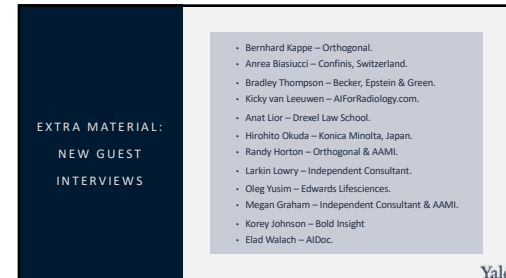 EXTRA MATERIAL:
NEW GUEST
INTERVIEWS
• Bernhard Kappe – Orthogonal.
• Anrea Biasiucci – Confinis, Switzerland.
• Bradley Thompson – Becker, Epstein & Green.
• Kicky van Leeuwen – AIForRadiology.com.
• Anat Lior – Drexel Law School.
• Hirohito Okuda – Konica Minolta, Japan.
• Randy Horton – Orthogonal & AAMI.
• Larkin Lowry – Independent Consultant.
• Oleg Yusim – Edwards Lifesciences.
• Megan Graham – Independent Consultant & AAMI.
• Korey Johnson – Bold Insight
• Elad Walach – AIDoc.
Yale